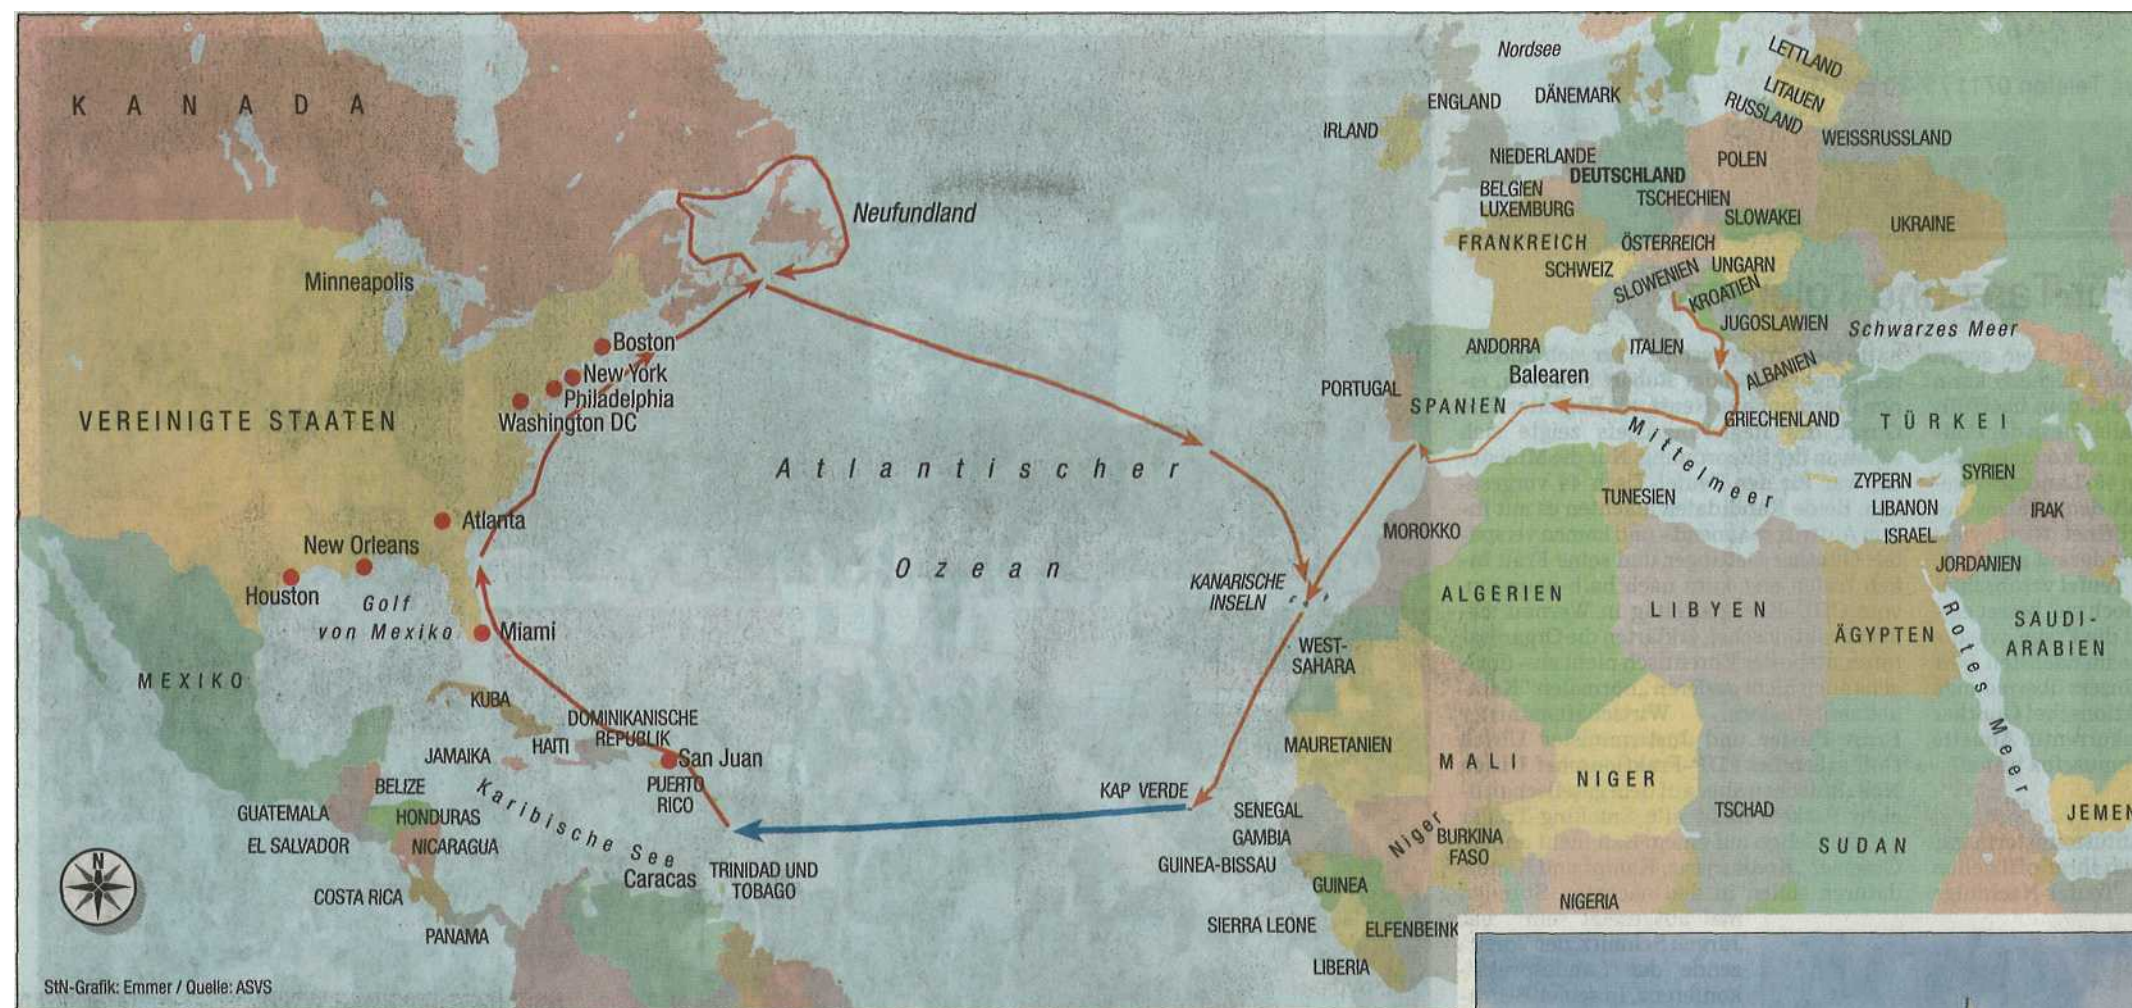 KANADA
Neufundland
Minneapolis
Boston
New York
Philadelphia
Washington DC
VEREINIGTE STAATEN
Atlanta
New Orleans
Houston
Golf
von Mexiko
Miami
MEXIKO
KUBA
DOMINIKANISCHE
REPUBLIK
HAITI
JAMAIKA
San Juan
PUERTO
RICO
BELIZE
GUATEMALA
HONDURAS
EL SALVADOR
NICARAGUA
Karibische See
Caracas
TRINIDAD UND
TOBAGO
COSTA RICA
PANAMA
N
StN-Grafik: Emmer / Quelle: ASVS
Atlantischer
Ozean
Nordsee
LETTLAND
LITAUEN
RUSSLAND
WEISSRUSSLAND
ENGLAND
DÄNEMARK
IRLAND
NIEDERLANDE
DEUTSCHLAND
POLEN
BELGIEN
LUXEMBURG
TSCHECHIEN
SLOWAKEI
UKRAINE
FRANKREICH
ÖSTERREICH
SCHWEIZ
SLOWENIEN
UNGARN
KROATIEN
JUGOSLAWIEN
Schwarzes Meer
ANDORRA
ITALIEN
ALBANIEN
Balearen
PORTUGAL
SPANIEN
GRIECHENLAND
TÜRKEI
Mittelmeer
ZYPERN
SYRIEN
LIBANON
IRAK
ISRAEL
JORDANIEN
TUNESIEN
MOROKKO
KANARISCHE
INSELN
ALGERIEN
LIBYEN
ÄGYPTEN
Rotes Meer
SAUDI-
ARABIEN
WEST-
SAHARA
MAURETANIEN
MALI
NIGER
TSCHAD
SUDAN
JEMEN
KAP VERDE
SENEGAL
GAMBIA
GUINEA-BISSAU
GUINEA
Niger
BURKINA
FASO
NIGERIA
SIERRA LEONE
ELFENBEINK
LIBERIA